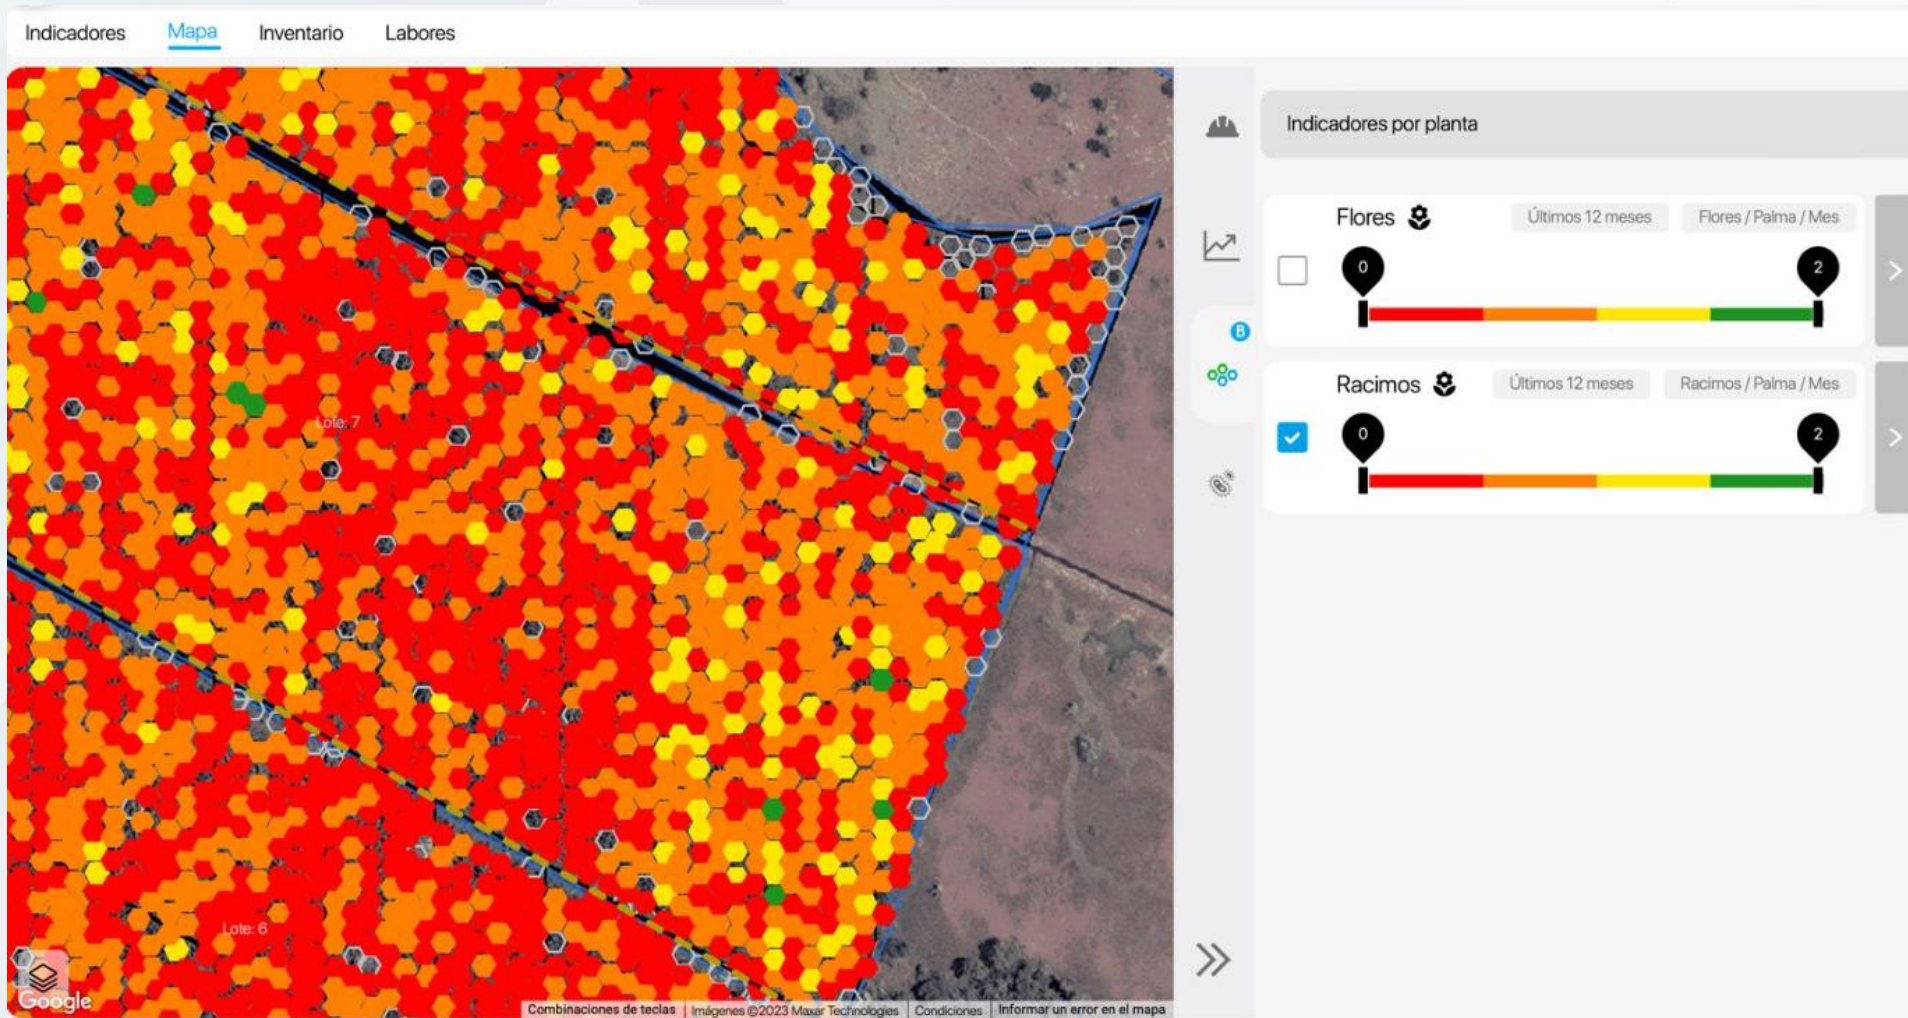 Indicadores Mapa Inventario Labores
Indicadores por planta
Flores Últimos 12 meses Flores / Palma / Mes
0 2
B
Racimos Últimos 12 meses Racimos / Palma / Mes
0 2
Lote: 7
Lote: 6
Google
Combinaciones de teclas Imágenes ©2023 Maxar Technologies Condiciones Informar un error en el mapa